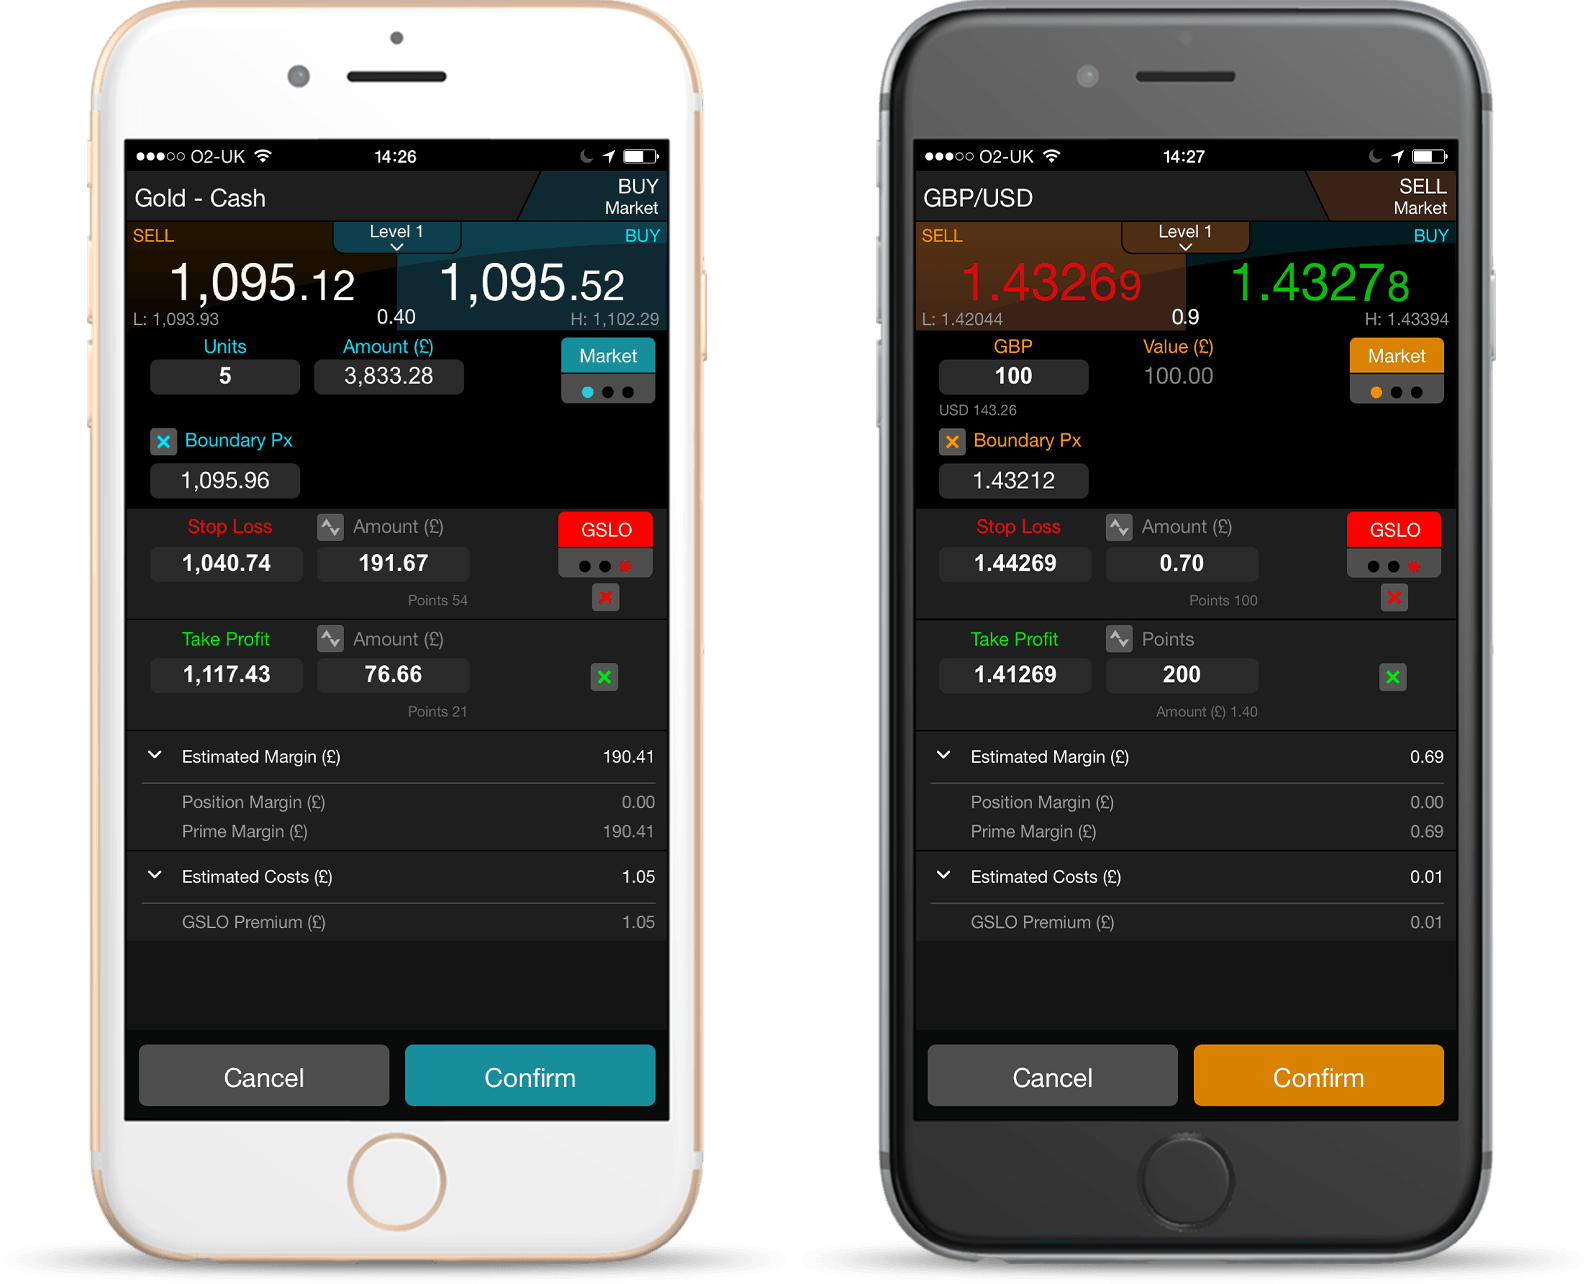 O2-UK 14:26
Gold - Cash
BUY
Market
SELL Level 1 BUY
1,095.12 1,095.52
L: 1,093.93 0.40 H: 1,102.29
Units Amount (£) Market
5 3,833.28
Boundary Px
1,095.96
Stop Loss Amount (£) GSLO
1,040.74 191.67
Points 54
Take Profit Amount (£)
1,117.43 76.66
Points 21
Estimated Margin (£) 190.41
Position Margin (£) 0.00
Prime Margin (£) 190.41
Estimated Costs (£) 1.05
GSLO Premium (£) 1.05
Cancel Confirm
O2-UK 14:27
GBP/USD
SELL
Market
SELL Level 1 BUY
1.43269 1.43278
L: 1.42044 0.9 H: 1.43394
GBP Value (£) Market
100 100.00
USD 143.26
Boundary Px
1.43212
Stop Loss Amount (£) GSLO
1.44269 0.70
Points 100
Take Profit Points
1.41269 200
Amount (£) 1.40
Estimated Margin (£) 0.69
Position Margin (£) 0.00
Prime Margin (£) 0.69
Estimated Costs (£) 0.01
GSLO Premium (£) 0.01
Cancel Confirm